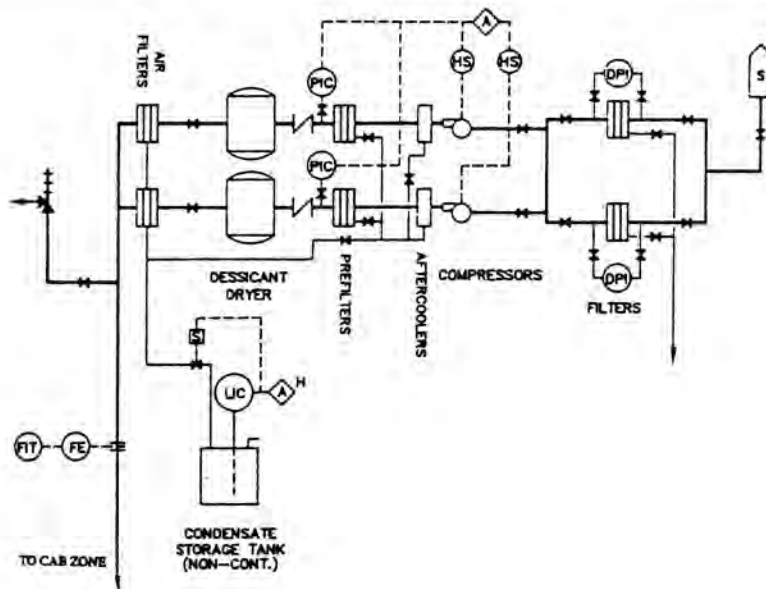 AIR
FILTERS
PIC
A
HS
HS
DPI
S
PIC
DESSICANT
DRYER
PREFILTERS
AFTERCOOLERS
COMPRESSORS
DPI
FILTERS
S
LIC
A
H
FIT
FE
CONDENSATE
STORAGE TANK
(NON-CONT.)
TO CAB ZONE